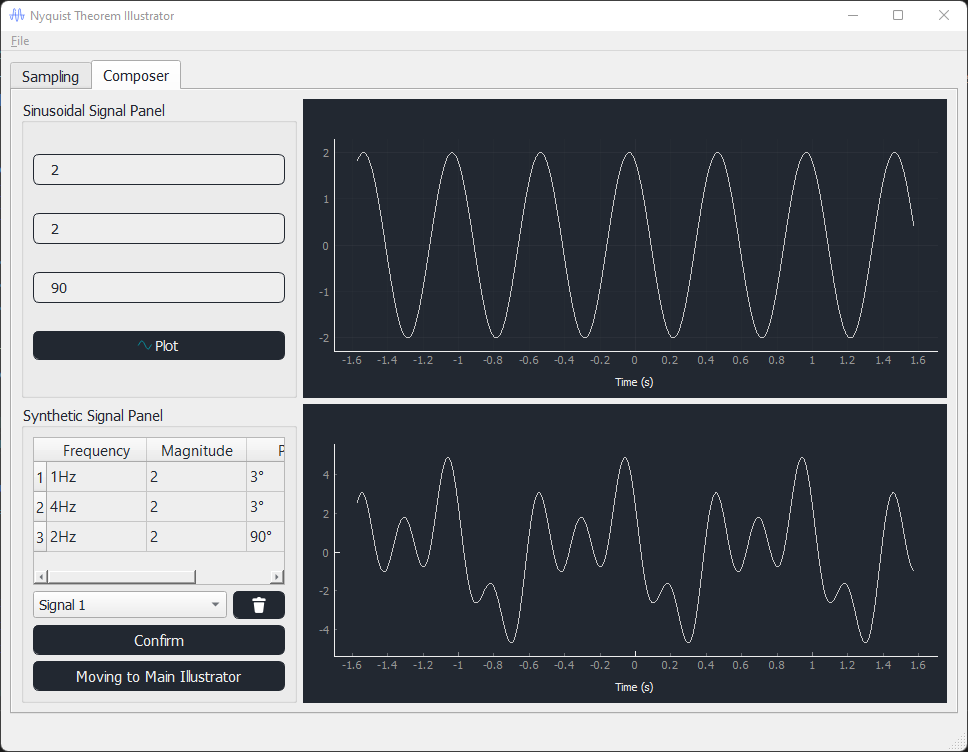 Nyquist Theorem Illustrator
File
Sampling Composer
Sinusoidal Signal Panel
2
2
90
Plot
2
1
0
-1
-2
-1.6 -1.4 -1.2 -1 -0.8 -0.6 -0.4 -0.2 0 0.2 0.4 0.6 0.8 1 1.2 1.4 1.6
Time (s)
Synthetic Signal Panel
Frequency Magnitude P
1 1Hz 2 3°
2 4Hz 2 3°
3 2Hz 2 90°
Signal 1
Confirm
Moving to Main Illustrator
4
2
0
-2
-4
-1.6 -1.4 -1.2 -1 -0.8 -0.6 -0.4 -0.2 0 0.2 0.4 0.6 0.8 1 1.2 1.4 1.6
Time (s)